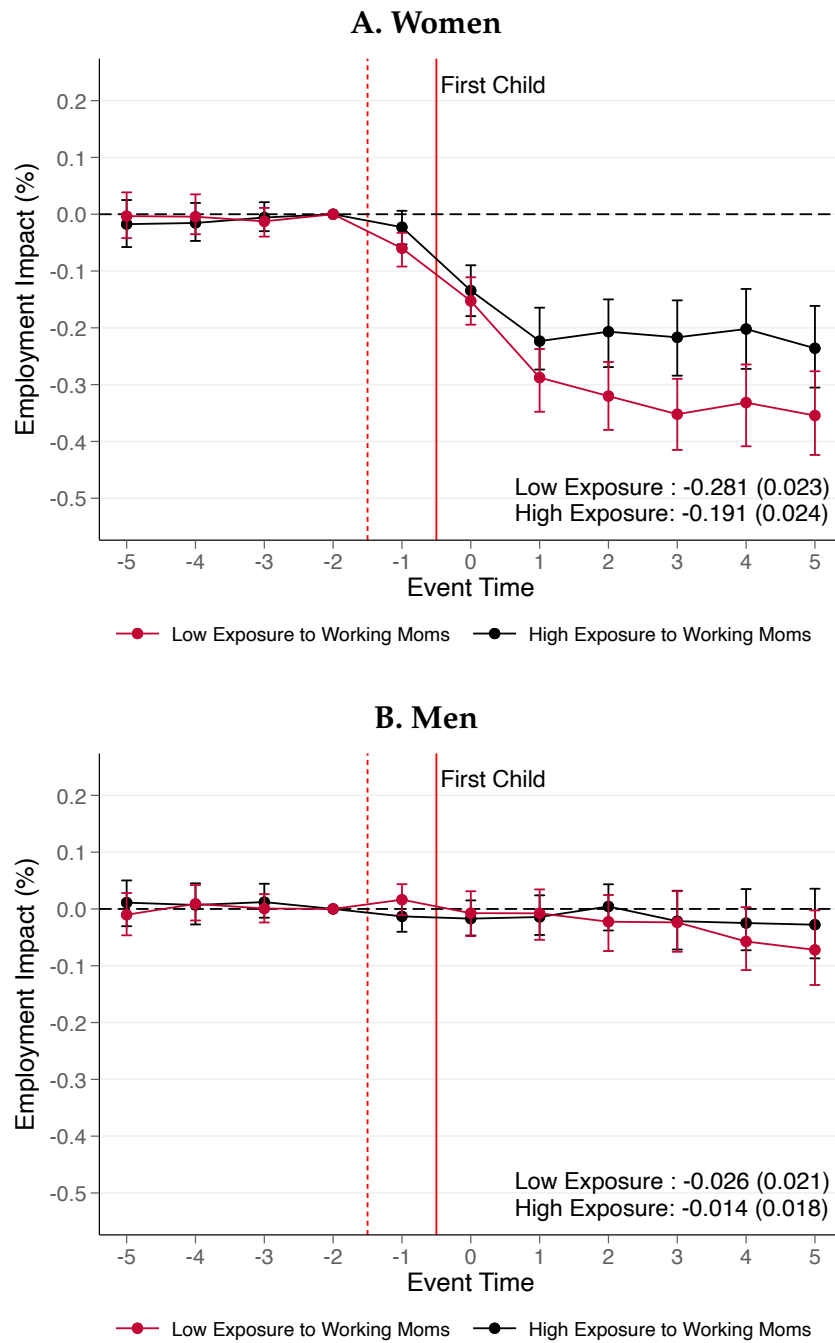 A. Women
First Child
0.2
0.1
0.0
-0.1
-0.2
-0.3
-0.4
-0.5
Employment Impact (%)
Low Exposure : -0.281 (0.023)
High Exposure: -0.191 (0.024)
-5 -4 -3 -2 -1 0 1 2 3 4 5
Event Time
Low Exposure to Working Moms High Exposure to Working Moms
B. Men
First Child
0.2
0.1
0.0
-0.1
-0.2
-0.3
-0.4
-0.5
Employment Impact (%)
Low Exposure : -0.026 (0.021)
High Exposure: -0.014 (0.018)
-5 -4 -3 -2 -1 0 1 2 3 4 5
Event Time
Low Exposure to Working Moms High Exposure to Working Moms